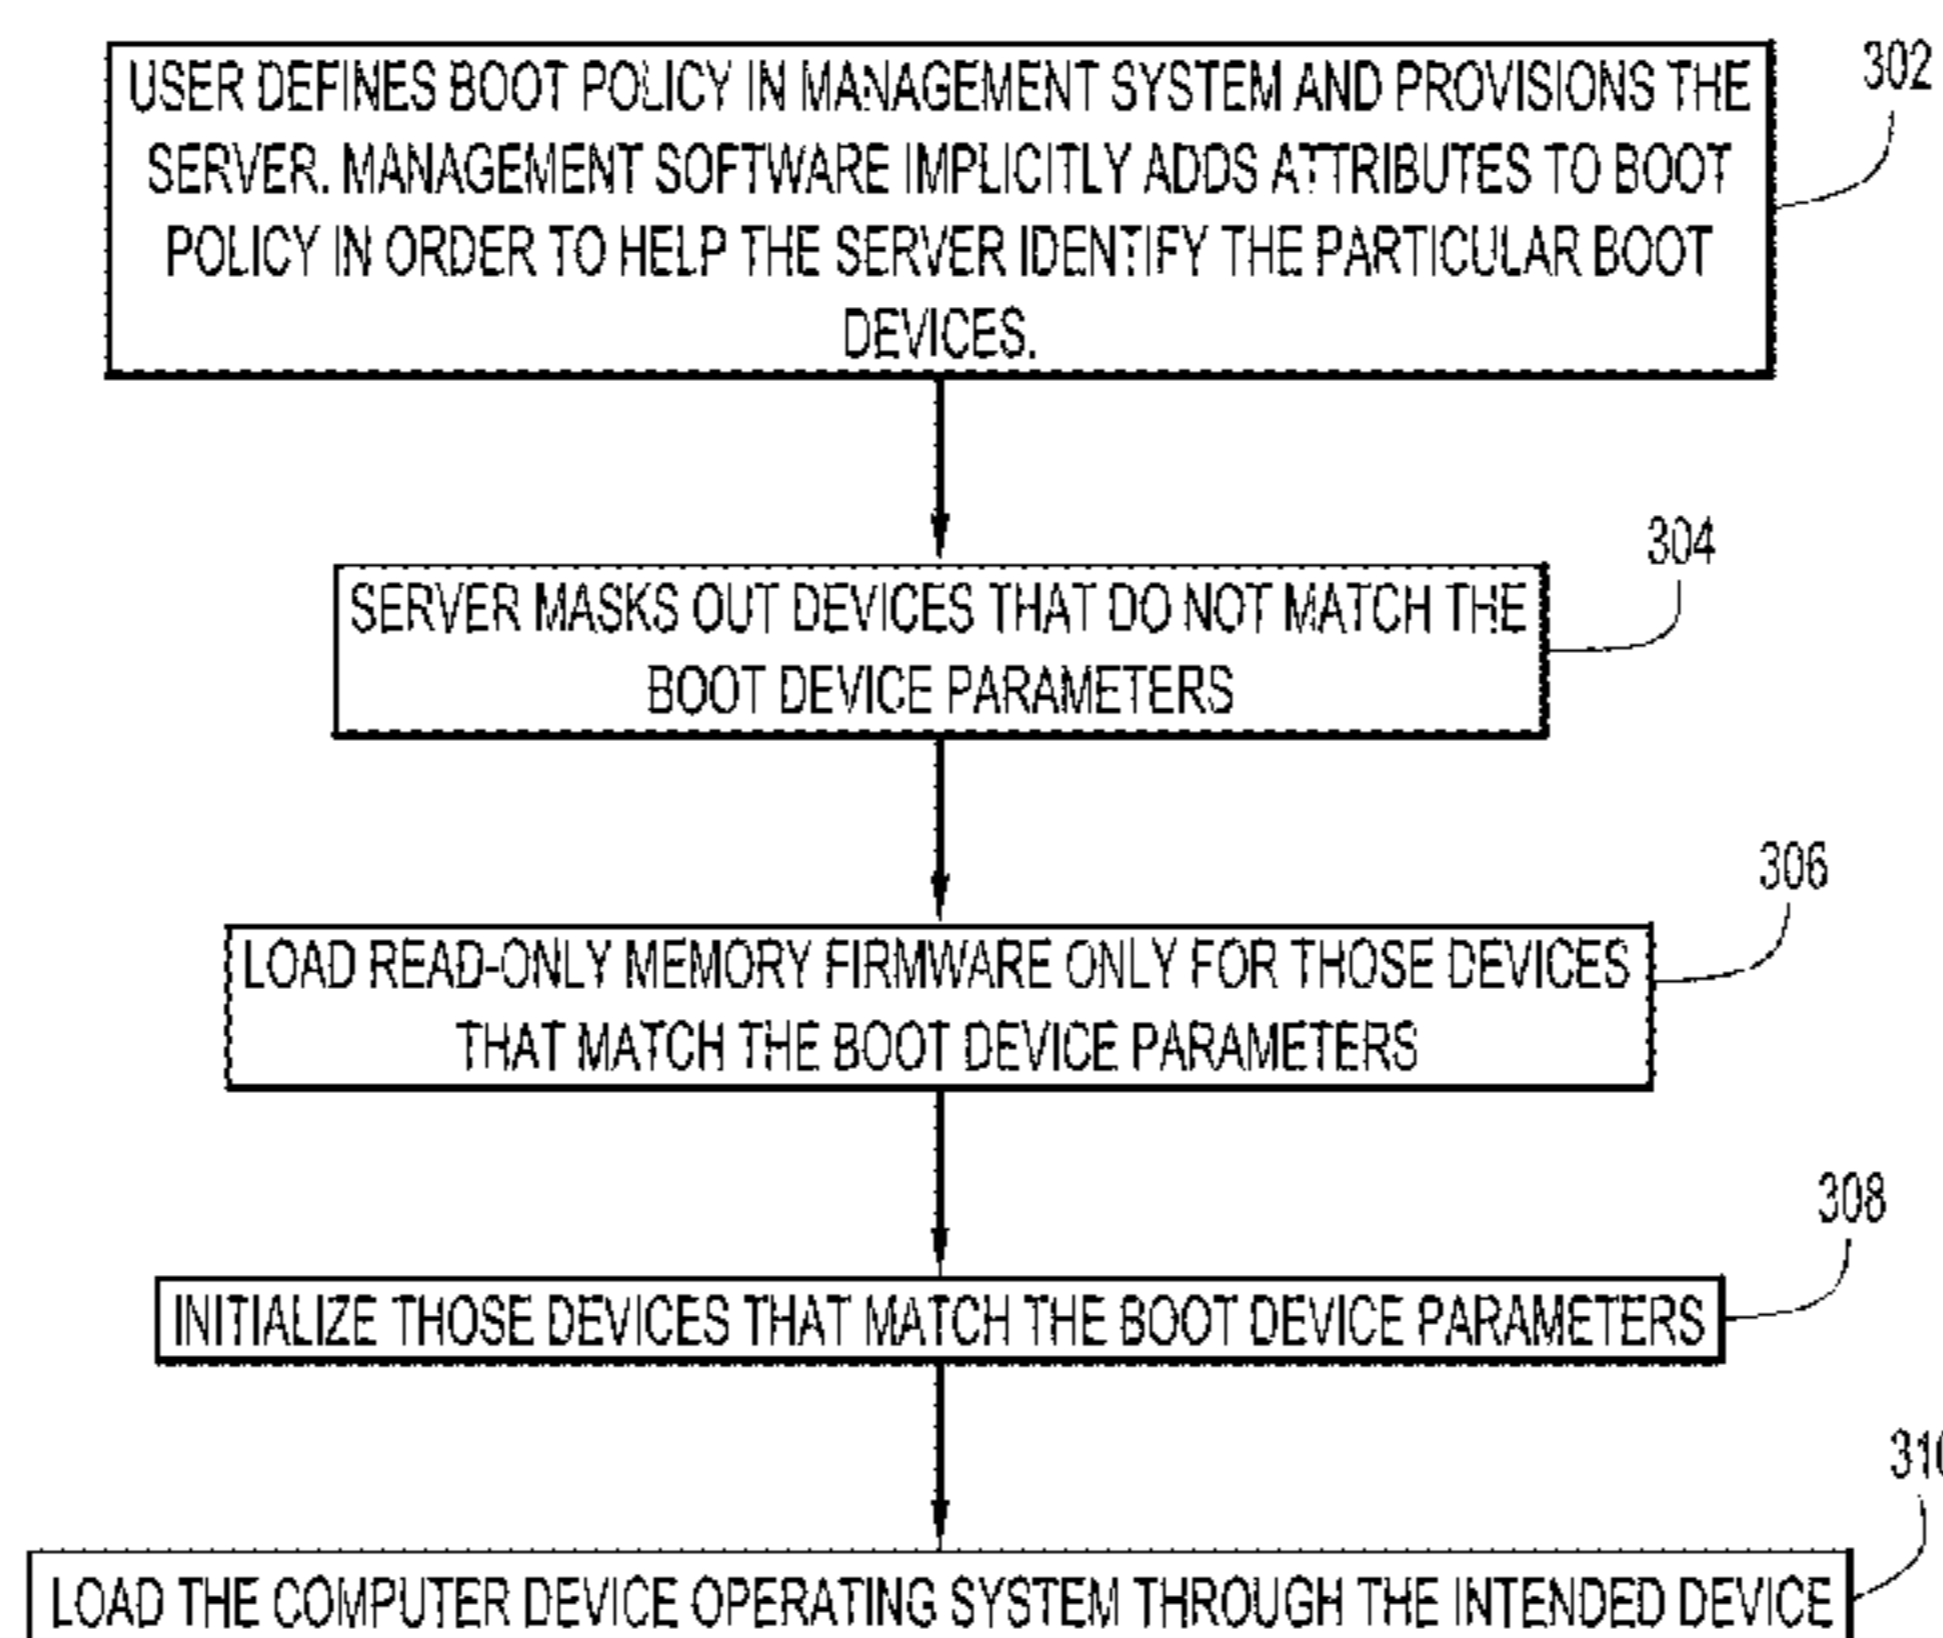 302
USER DEFINES BOOT POLICY IN MANAGEMENT SYSTEM AND PROVISIONS THE
SERVER. MANAGEMENT SOFTWARE IMPLICITLY ADDS ATTRIBUTES TO BOOT
POLICY IN ORDER TO HELP THE SERVER IDENTIFY THE PARTICULAR BOOT
DEVICES.
304
SERVER MASKS OUT DEVICES THAT DO NOT MATCH THE
BOOT DEVICE PARAMETERS
306
LOAD READ-ONLY MEMORY FIRMWARE ONLY FOR THOSE DEVICES
THAT MATCH THE BOOT DEVICE PARAMETERS
308
INITIALIZE THOSE DEVICES THAT MATCH THE BOOT DEVICE PARAMETERS
310
LOAD THE COMPUTER DEVICE OPERATING SYSTEM THROUGH THE INTENDED DEVICE